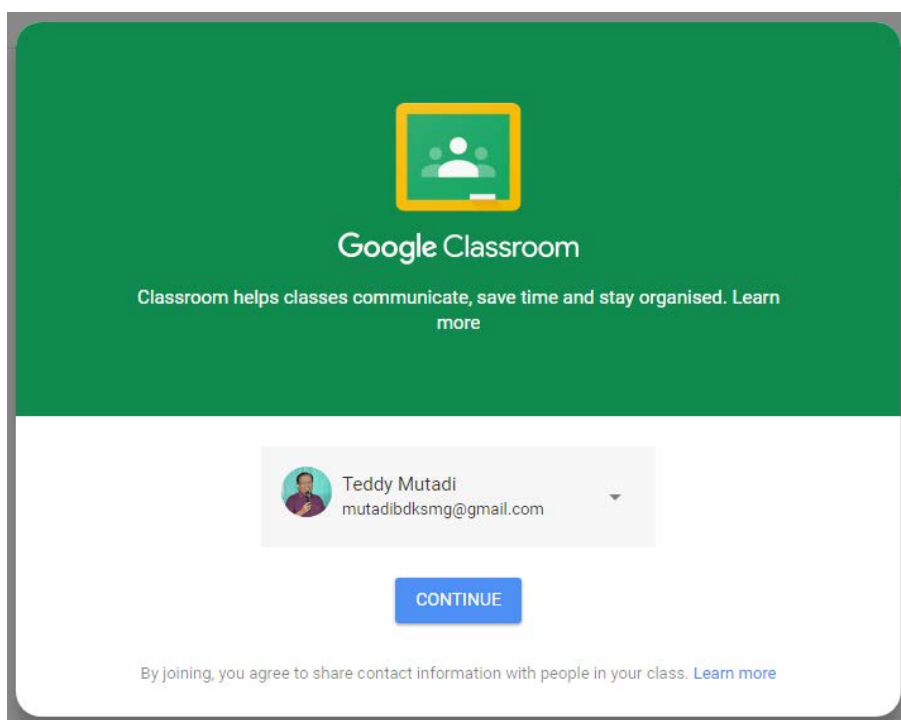 Google Classroom
Classroom helps classes communicate, save time and stay organised. Learn
more
Teddy Mutadi
mutadibdksmg@gmail.com
CONTINUE
By joining, you agree to share contact information with people in your class. Learn more